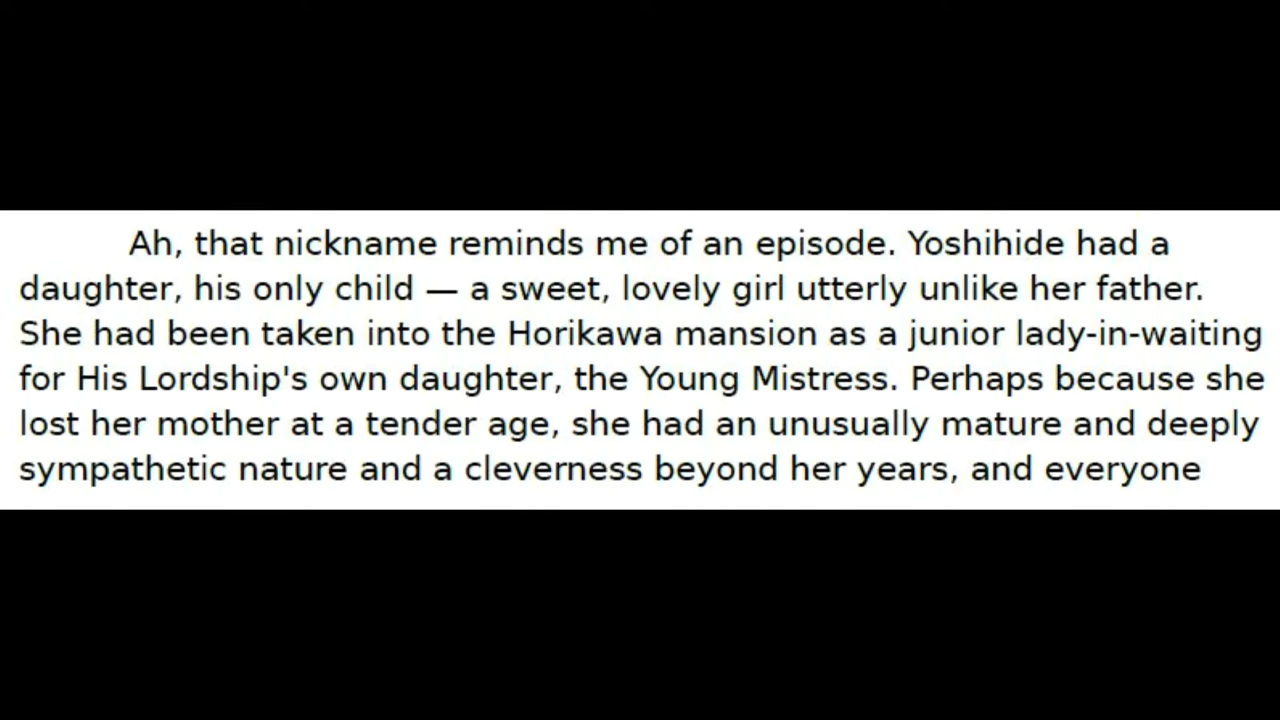 Ah, that nickname reminds me of an episode. Yoshihide had a
daughter, his only child — a sweet, lovely girl utterly unlike her father.
She had been taken into the Horikawa mansion as a junior lady-in-waiting
for His Lordship's own daughter, the Young Mistress. Perhaps because she
lost her mother at a tender age, she had an unusually mature and deeply
sympathetic nature and a cleverness beyond her years, and everyone